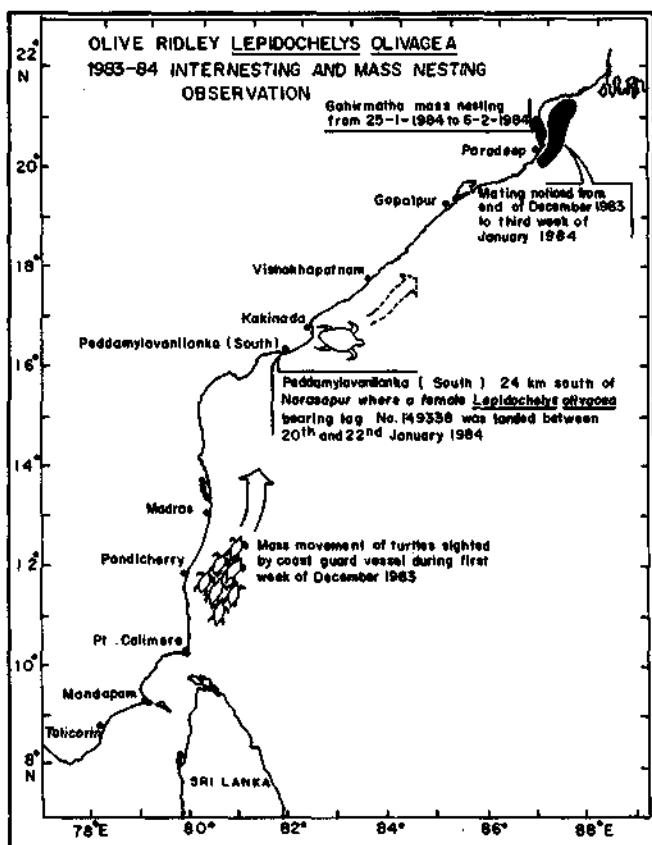 OLIVE RIDLEY LEPIDOCHELYS OLIVAGEA
1983-84 INTERNESTING AND MASS NESTING
OBSERVATION
22°
N
20°
18°
16°
14°
12°
10°
8°
N
Gahirmatha mass nesting
from 25-1-1984 to 6-2-1984
Paradeep
Mating noticed from
end of December 1983
to third week of
January 1984
Gopalpur
Vishakhapatnam
Kakinada
Peddamylavanilanka (South)
Peddamylavanilanka (South) 24 km south of
Narasapur where a female Lepidochelys olivacea
bearing tag No. 149338 was landed between
20th and 22nd January 1984
Madras
Mass movement of turtles sighted
by coast guard vessel during first
week of December 1983
Pondicherry
Pt. Calimere
Mandapam
Tuticorin
SRI LANKA
78°E
80°
82°
84°
86°
88°E